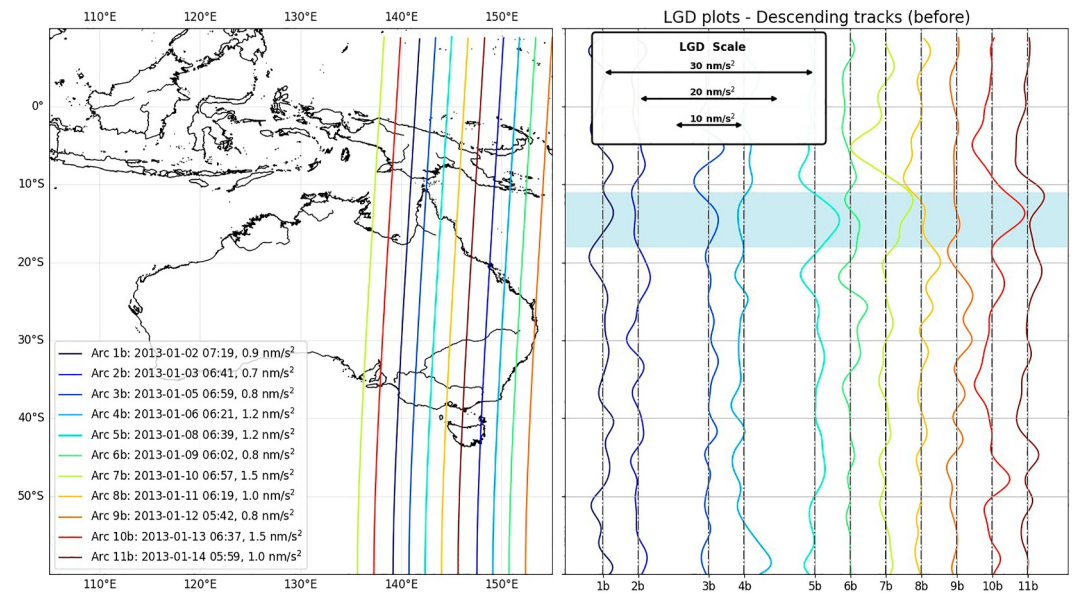 LGD plots - Descending tracks (before)
110°E 120°E 130°E 140°E 150°E
LGD Scale
30 nm/s²
20 nm/s²
10 nm/s²
0°
10°S
20°S
30°S
40°S
50°S
Arc 1b: 2013-01-02 07:19, 0.9 nm/s²
Arc 2b: 2013-01-03 06:41, 0.7 nm/s²
Arc 3b: 2013-01-05 06:59, 0.8 nm/s²
Arc 4b: 2013-01-06 06:21, 1.2 nm/s²
Arc 5b: 2013-01-08 06:39, 1.2 nm/s²
Arc 6b: 2013-01-09 06:02, 0.8 nm/s²
Arc 7b: 2013-01-10 06:57, 1.5 nm/s²
Arc 8b: 2013-01-11 06:19, 1.0 nm/s²
Arc 9b: 2013-01-12 05:42, 0.8 nm/s²
Arc 10b: 2013-01-13 06:37, 1.5 nm/s²
Arc 11b: 2013-01-14 05:59, 1.0 nm/s²
110°E 120°E 130°E 140°E 150°E
1b 2b 3b 4b 5b 6b 7b 8b 9b 10b 11b